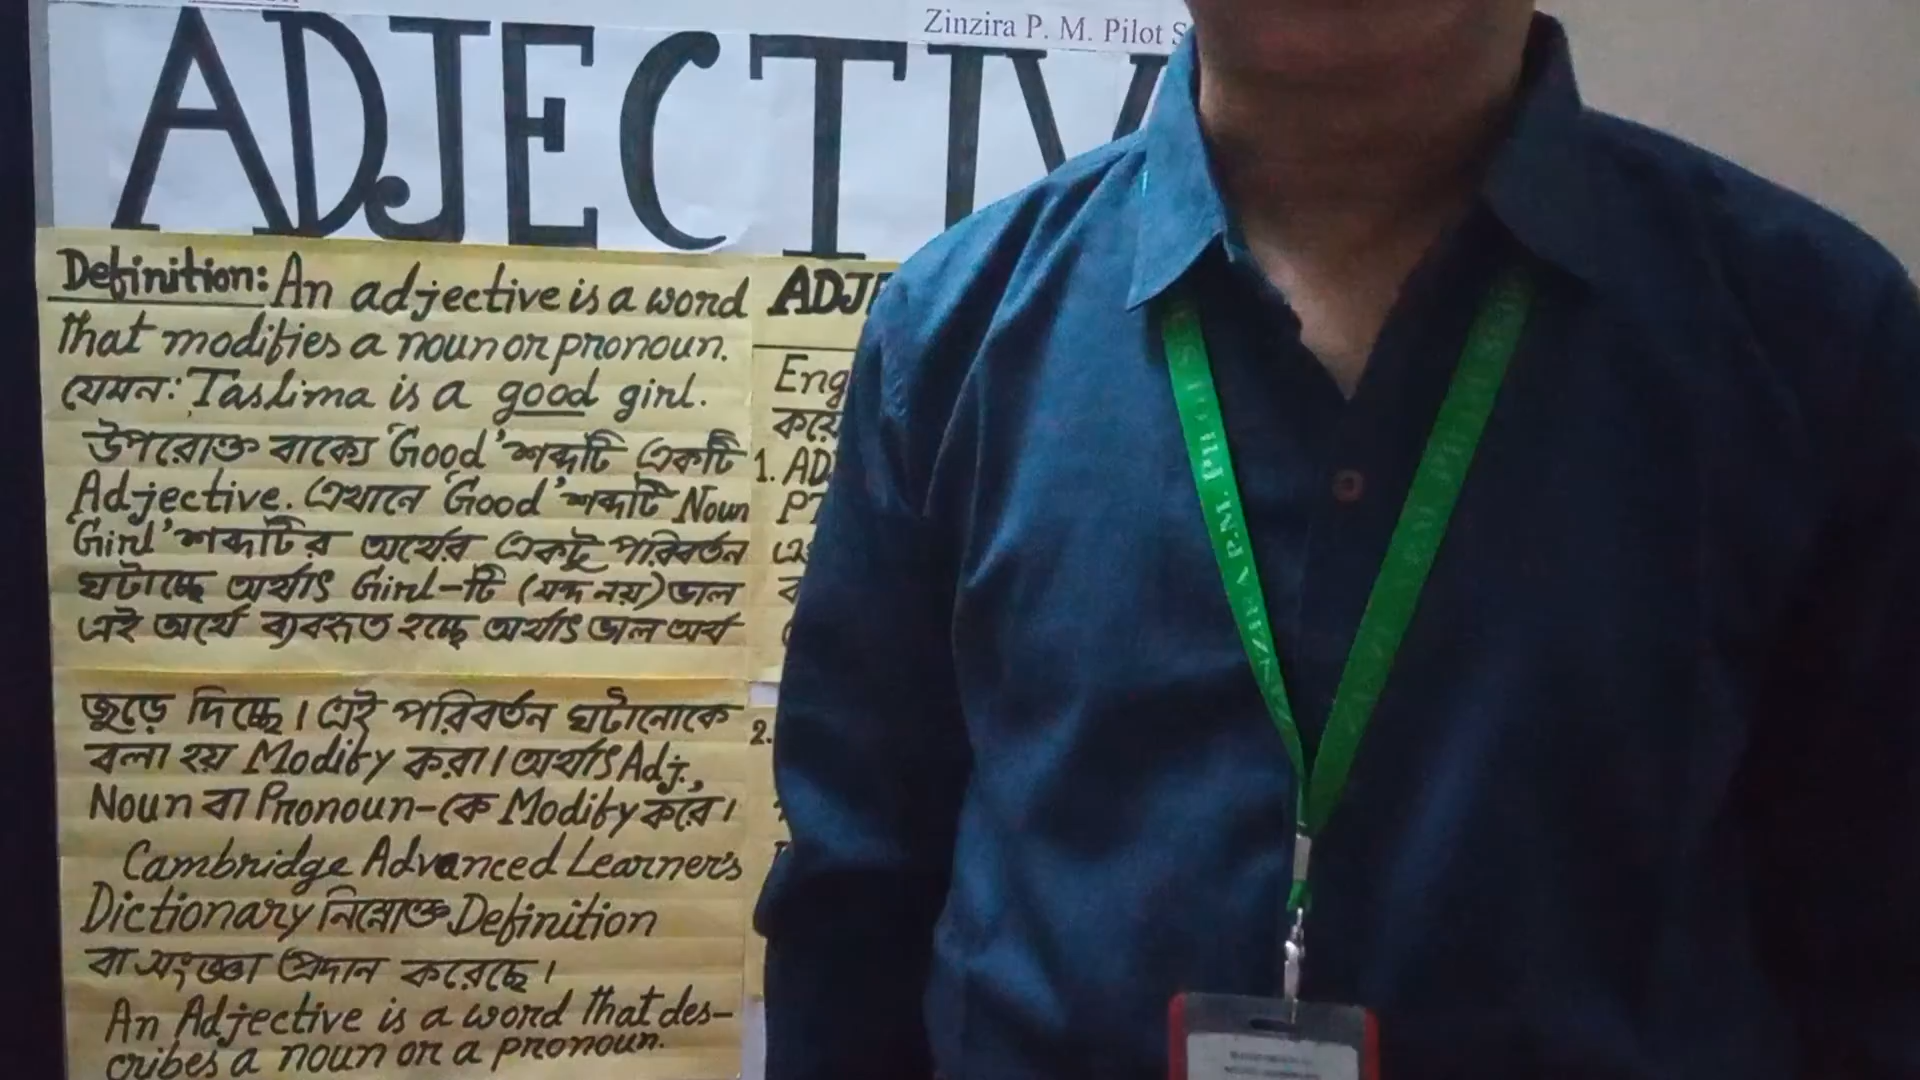 Zinzira P. M. Pilot S
ADJECTIV
Definition: An adjective is a word
that modifies a noun or pronoun.
যেমন: Taslima is a good girl.
উপরোক্ত বাক্যে 'Good' শব্দটি একটি
Adjective. এখানে 'Good' শব্দটি Noun
Girl' শব্দটির অর্থের একটু পরিবর্তন
ঘটাচ্ছে অর্থাৎ Girl-টি (মন্দ নয়) ভাল
এই অর্থে ব্যবহৃত হচ্ছে অর্থাৎ ভাল অর্থ
জুড়ে দিচ্ছে। এই পরিবর্তন ঘটানোকে
বলা হয় Modify করা। অর্থাৎ Adj.,
Noun বা Pronoun-কে Modify করে।
Cambridge Advanced Learner's
Dictionary নিম্নোক্ত Definition
বা সংজ্ঞা প্রদান করেছে।
An Adjective is a word that des-
cribes a noun or a pronoun.
ADJE
Eng
কয়ে
1. AD
2.
ZINZIRA P.M. PILOT